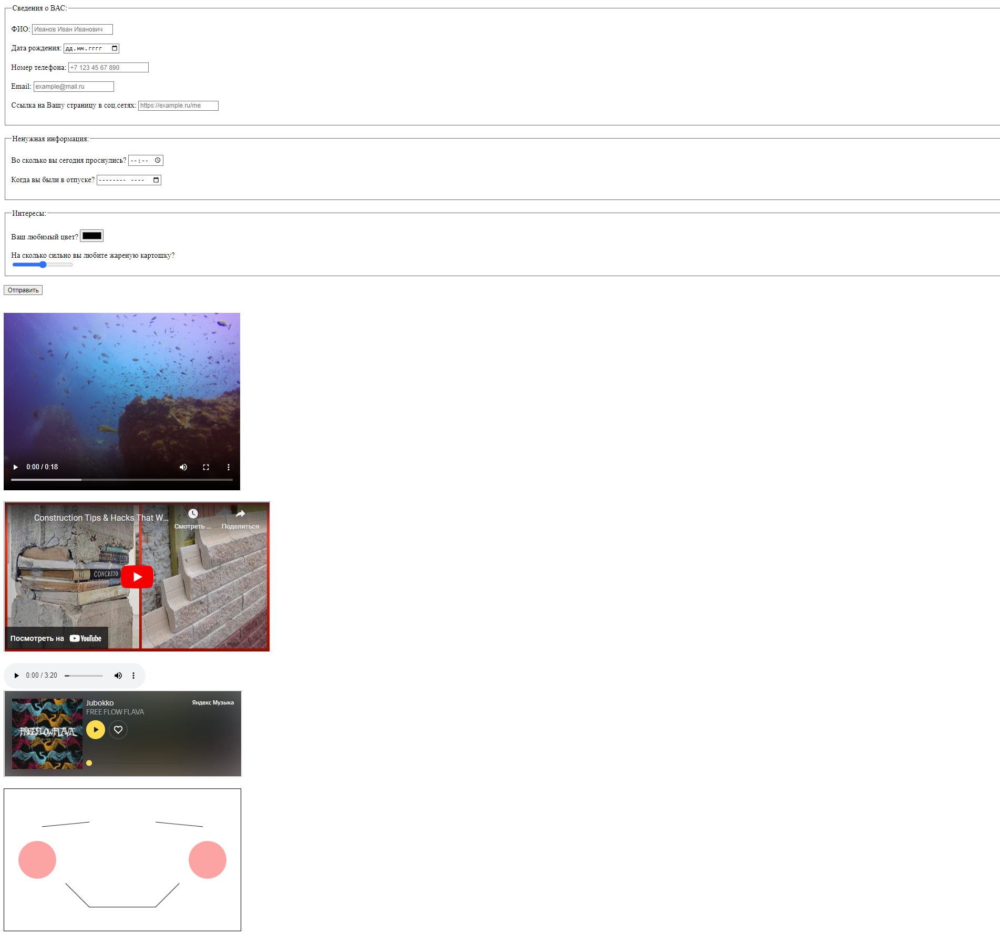 Сведения о ВАС:
ФИО: Иванов Иван Иванович
Дата рождения: дд.мм.гггг
Номер телефона: +7 123 45 67 890
Email: example@mail.ru
Ссылка на Вашу страницу в соц.сетях: https://example.ru/me
Ненужная информация:
Во сколько вы сегодня проснулись? --:--
Когда вы были в отпуске? -------- ----
Интересы:
Ваш любимый цвет?
На сколько сильно вы любите жареную картошку?
Отправить
0:00 / 0:18
Construction Tips & Hacks That W...
Смотреть ...
Поделиться
CONCRETO
Посмотреть на YouTube
0:00 / 3:20
Jubokko
Яндекс Музыка
FREE FLOW FLAVA
FREEFLOWFLAVA